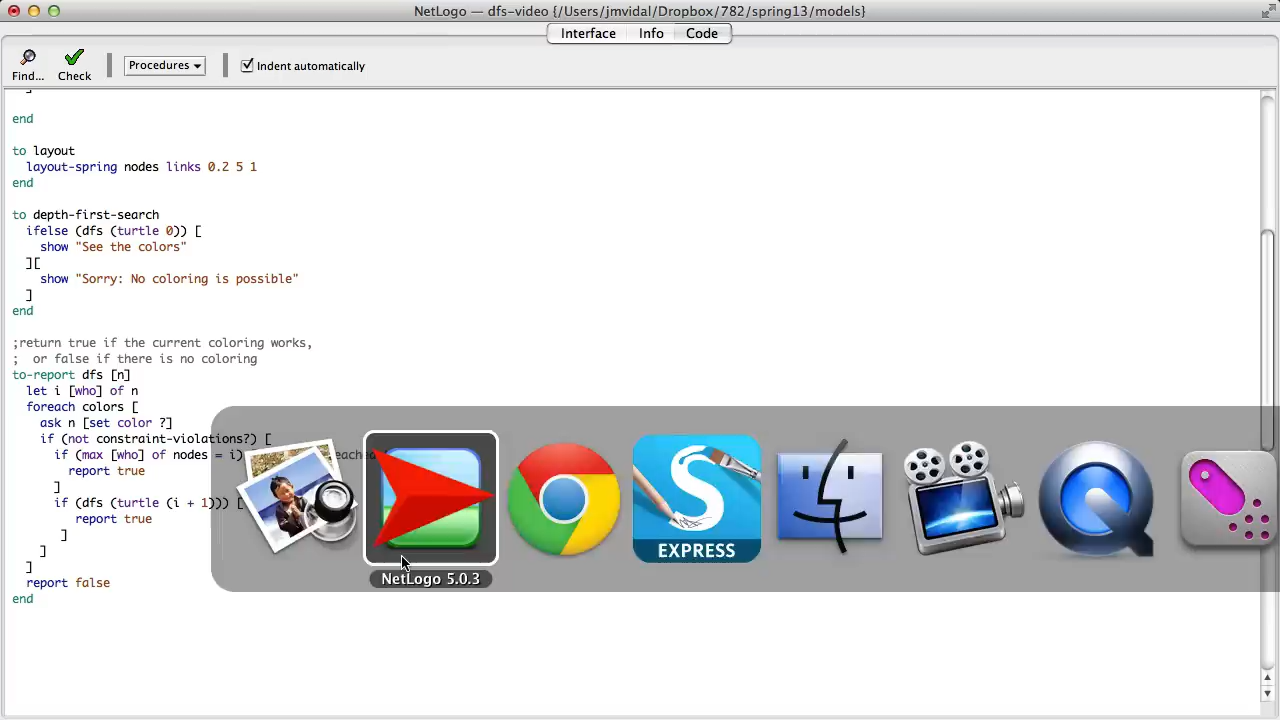 NetLogo — dfs-video {/Users/jmvidal/Dropbox/782/spring13/models}
Interface Info Code
Find... Check Procedures Indent automatically
]
end
to layout
layout-spring nodes links 0.2 5 1
end
to depth-first-search
ifelse (dfs (turtle 0)) [
show "See the colors"
][
show "Sorry: No coloring is possible"
]
end
;return true if the current coloring works,
; or false if there is no coloring
to-report dfs [n]
let i [who] of n
foreach colors [
ask n [set color ?]
if (not constraint-violations?) [
if (max [who] of nodes = i)
report true
]
if (dfs (turtle (i + 1))) [
report true
]
]
]
report false
end
EXPRESS
NetLogo 5.0.3